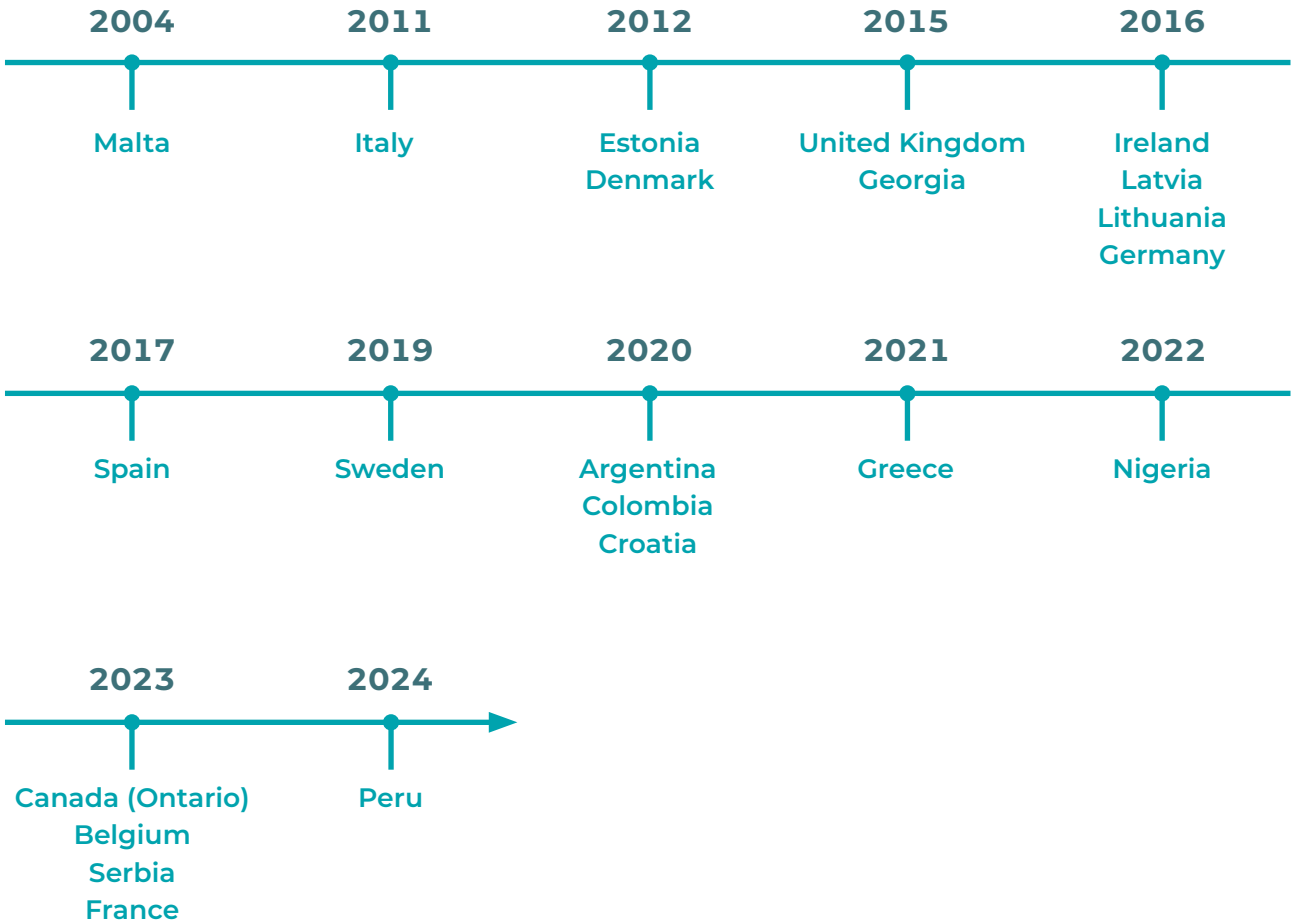 2004 2011 2012 2015 2016
Malta Italy Estonia United Kingdom Ireland
Denmark Georgia Latvia
Lithuania
Germany
2017 2019 2020 2021 2022
Spain Sweden Argentina Greece Nigeria
Colombia
Croatia
2023 2024
Canada (Ontario) Peru
Belgium
Serbia
France